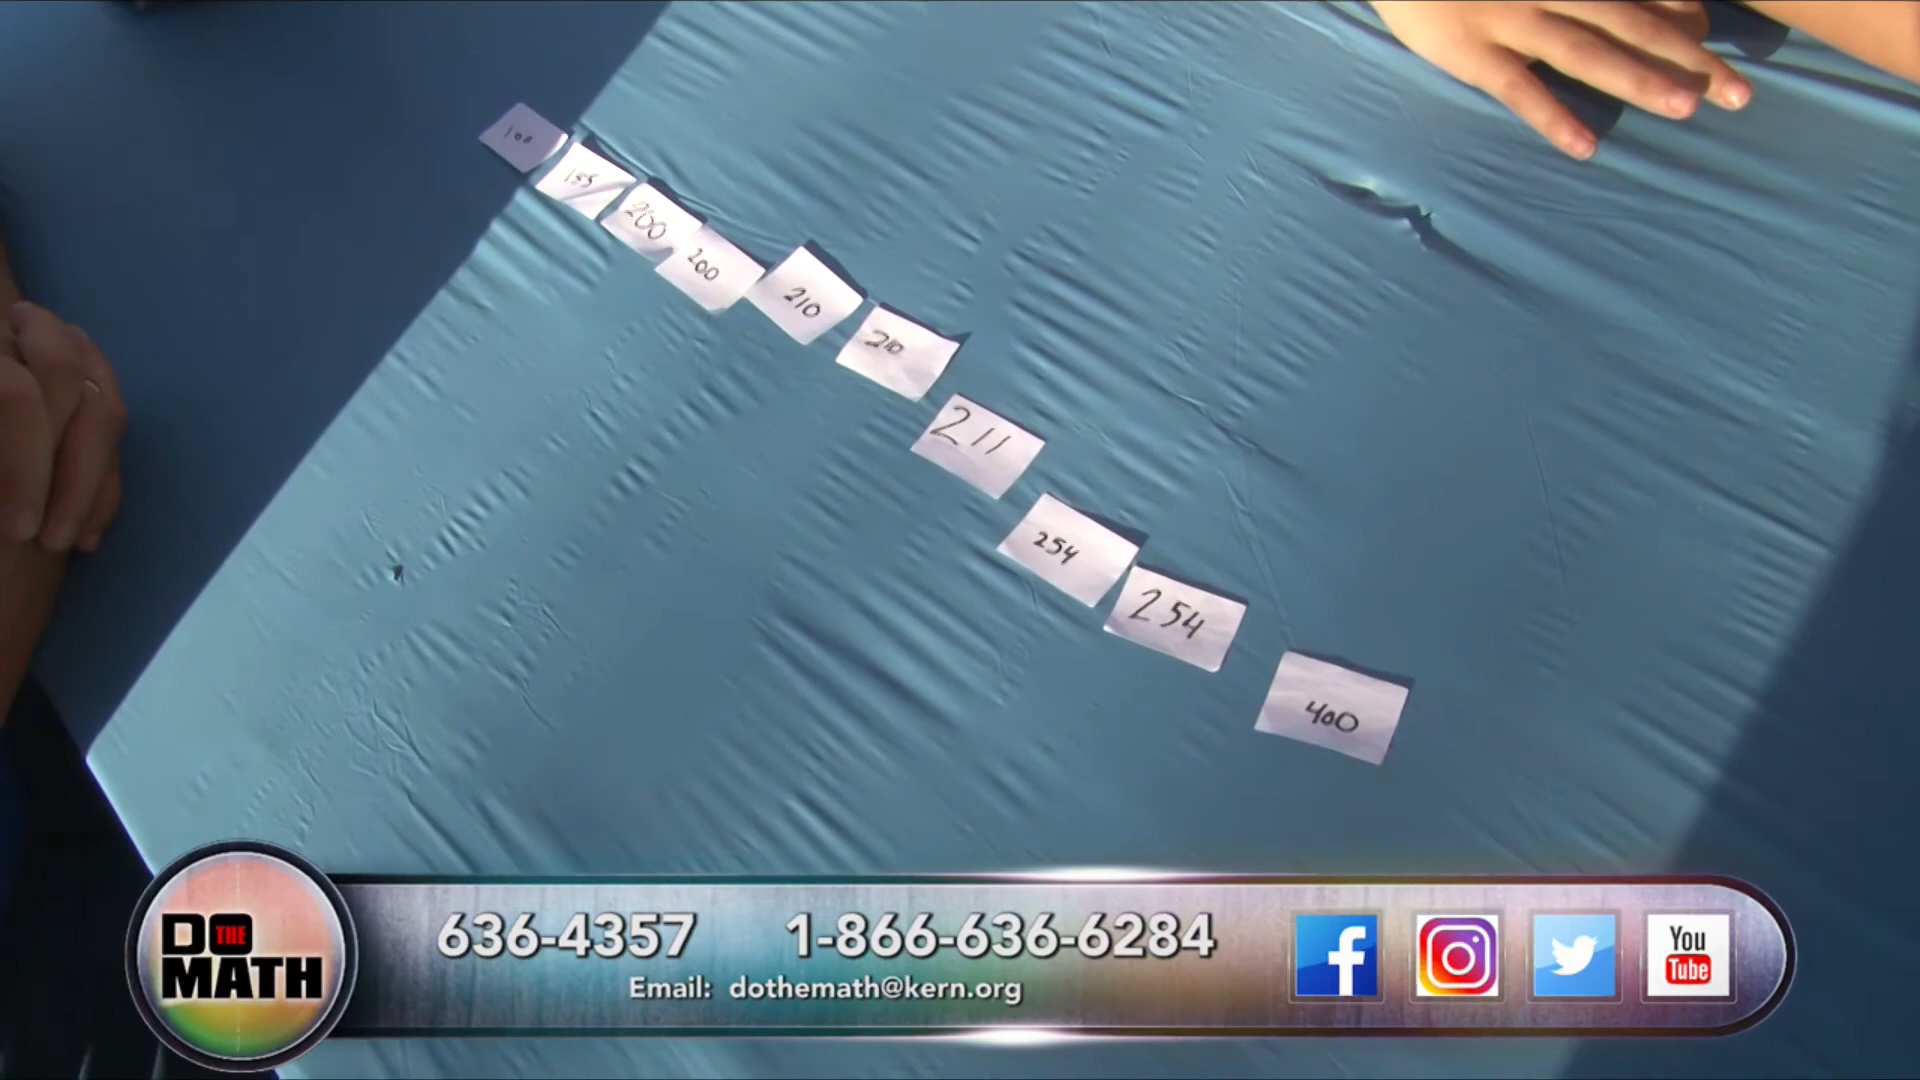 100
155
200
200
210
210
211
254
254
400
DO THE MATH
636-4357 1-866-636-6284
Email: dothemath@kern.org
f
You
Tube